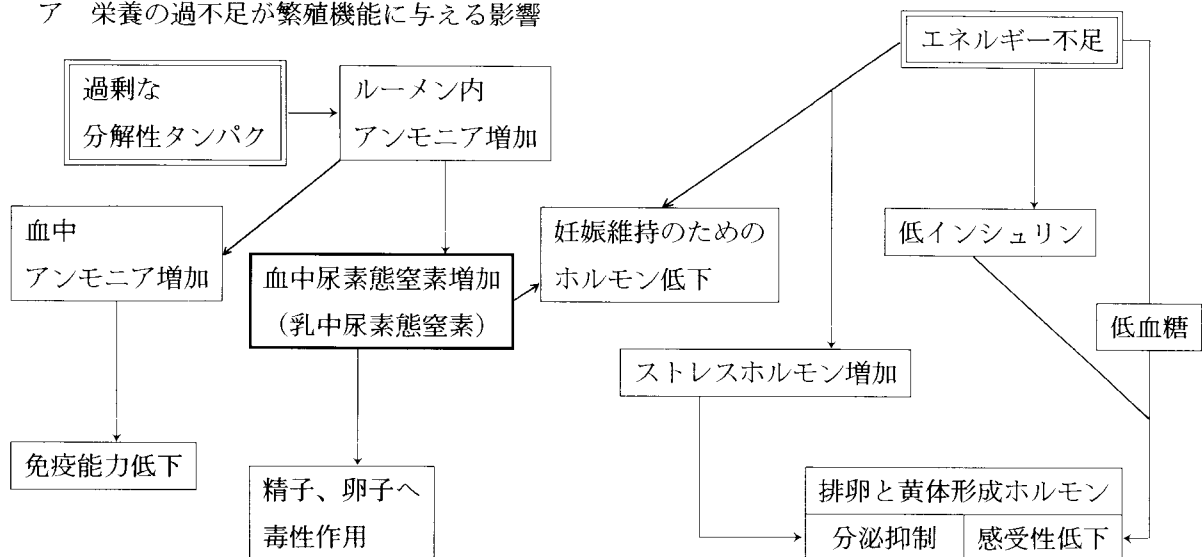 ア 栄養の過不足が繁殖機能に与える影響
エネルギー不足
過剰な
分解性タンパク
ルーメン内
アンモニア増加
血中
アンモニア増加
血中尿素態窒素増加
（乳中尿素態窒素）
妊娠維持のための
ホルモン低下
低インシュリン
低血糖
ストレスホルモン増加
免疫能力低下
精子、卵子へ
毒性作用
排卵と黄体形成ホルモン
分泌抑制
感受性低下